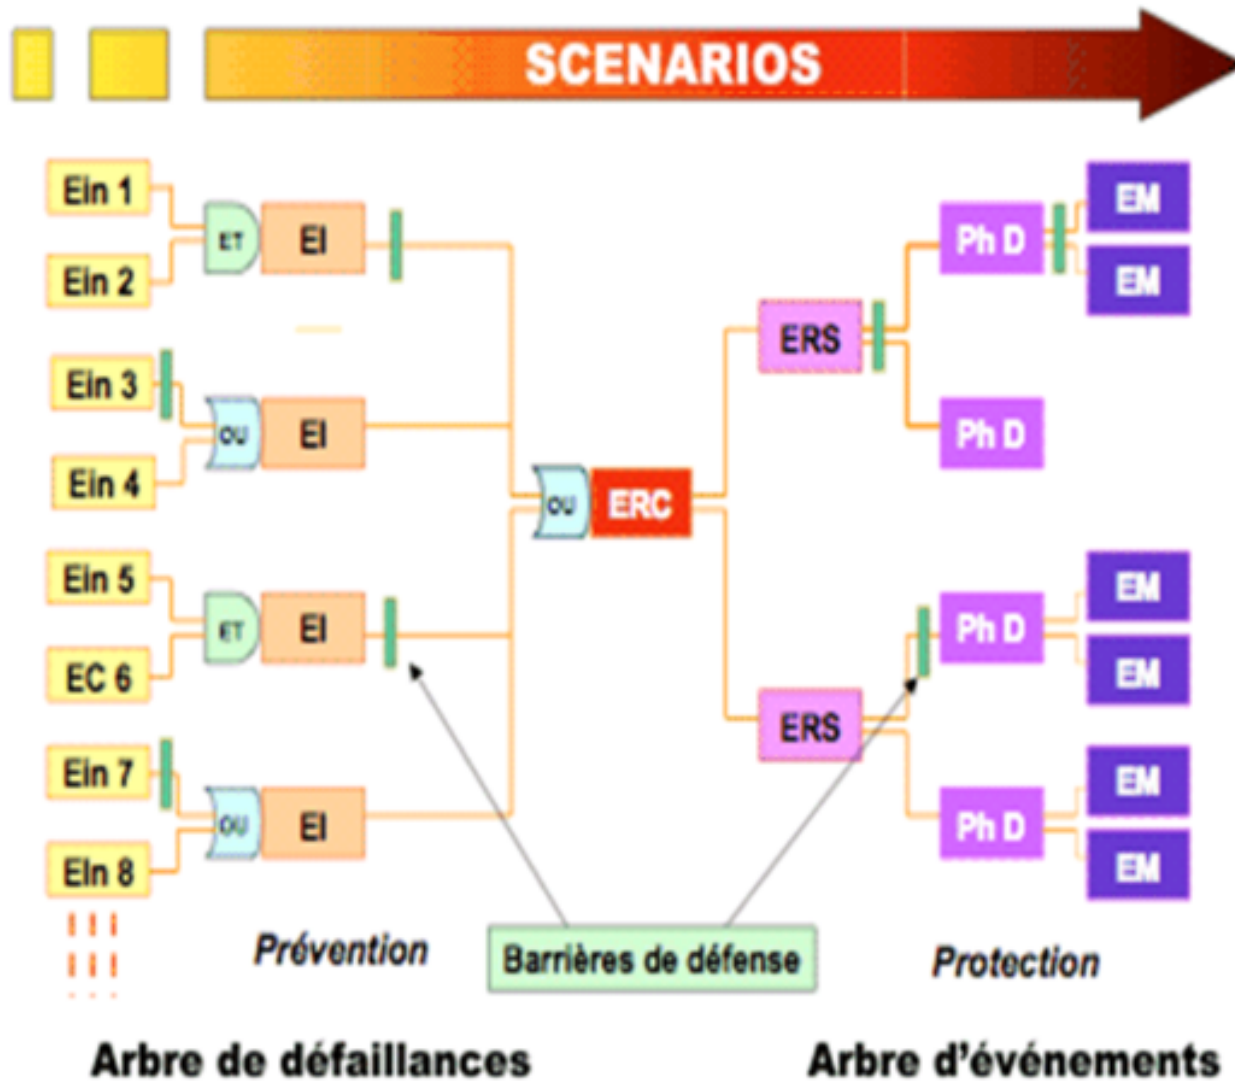 SCENARIOS
Ein 1
Ein 2
Ein 3
Ein 4
Ein 5
EC 6
Ein 7
EIn 8
ET
EI
OU
EI
ET
EI
OU
EI
OU
ERC
ERS
ERS
Ph D
Ph D
Ph D
Ph D
EM
EM
EM
EM
EM
EM
Prévention
Barrières de défense
Protection
Arbre de défaillances
Arbre d'événements